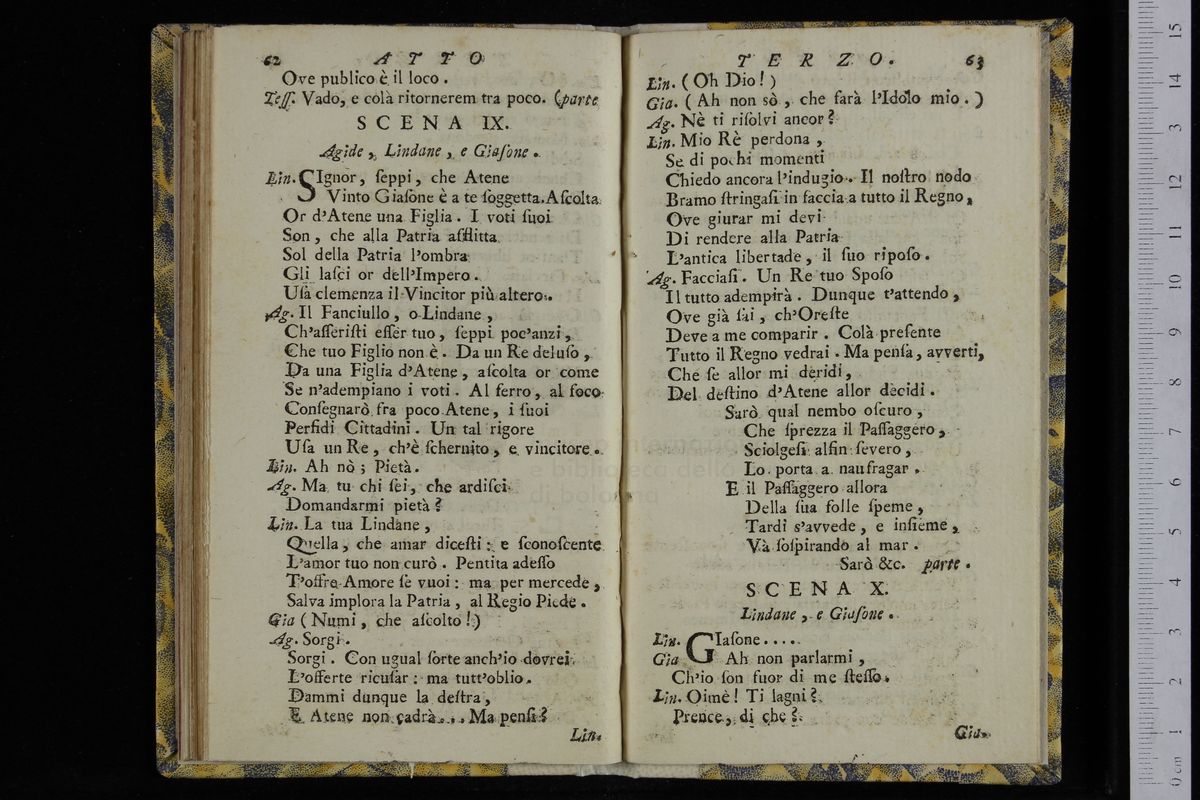 62 ATTO
Ove publico è il loco.
Teſſ. Vado, e colà ritornerem tra poco. (parte
SCENA IX.
Agide, Lindane, e Giaſone.
Lin. SIgnor, ſeppi, che Atene
Vinto Giaſone è a te ſoggetta. Aſcolta
Or d'Atene una Figlia. I voti ſuoi
Son, che alla Patria afflitta
Sol della Patria l'ombra
Gli laſci or dell'Impero.
Uſa clemenza il Vincitor più altero.
Ag. Il Fanciullo, o Lindane,
Ch'aſſeriſti eſſer tuo, ſeppi poc'anzi,
Che tuo Figlio non è. Da un Re deluſo,
Da una Figlia d'Atene, aſcolta or come
Se n'adempiano i voti. Al ferro, al foco
Conſegnarò fra poco Atene, i ſuoi
Perfidi Cittadini. Un tal rigore
Uſa un Re, ch'è ſchernito, e vincitore.
Lin. Ah nò; Pietà.
Ag. Ma tu chi ſei, che ardiſci
Domandarmi pietà?
Lin. La tua Lindane,
Quella, che amar diceſti: e ſconoſcente
L'amor tuo non curò. Pentita adeſſo
T'offre Amore ſe vuoi: ma per mercede,
Salva implora la Patria, al Regio Piede.
Gia (Numi, che aſcolto!)
Ag. Sorgi.
Sorgi. Con ugual ſorte anch'io dovrei
L'offerte ricuſar: ma tutt'oblio.
Dammi dunque la deſtra,
E Atene non cadrà... Ma penſi?
Lin.
TERZO. 63
Lin. (Oh Dio!)
Gia. (Ah non sò, che farà l'Idolo mio.)
Ag. Nè ti riſolvi ancor?
Lin. Mio Rè perdona,
Se di pochi momenti
Chiedo ancora l'indugio. Il noſtro nodo
Bramo ſtringaſi in faccia a tutto il Regno,
Ove giurar mi devi
Di rendere alla Patria
L'antica libertade, il ſuo ripoſo.
Ag. Facciaſi. Un Re tuo Spoſo
Il tutto adempirà. Dunque t'attendo,
Ove già ſai, ch'Oreſte
Deve a me comparir. Colà preſente
Tutto il Regno vedrai. Ma penſa, avverti,
Che ſe allor mi deridi,
Del deſtino d'Atene allor decidi.
Sarò qual nembo oſcuro,
Che ſprezza il Paſſaggero,
Sciolgeſi alfin ſevero,
Lo porta a naufragar.
E il Paſſaggero allora
Della ſua folle ſpeme,
Tardi s'avvede, e inſieme,
Và ſoſpirando al mar.
Sarò &c. parte.
SCENA X.
Lindane, e Giaſone.
Lin. GIaſone.....
Gia Ah non parlarmi,
Ch'io ſon fuor di me ſteſſo.
Lin. Oimè! Ti lagni?
Prence, di che?
Gia.